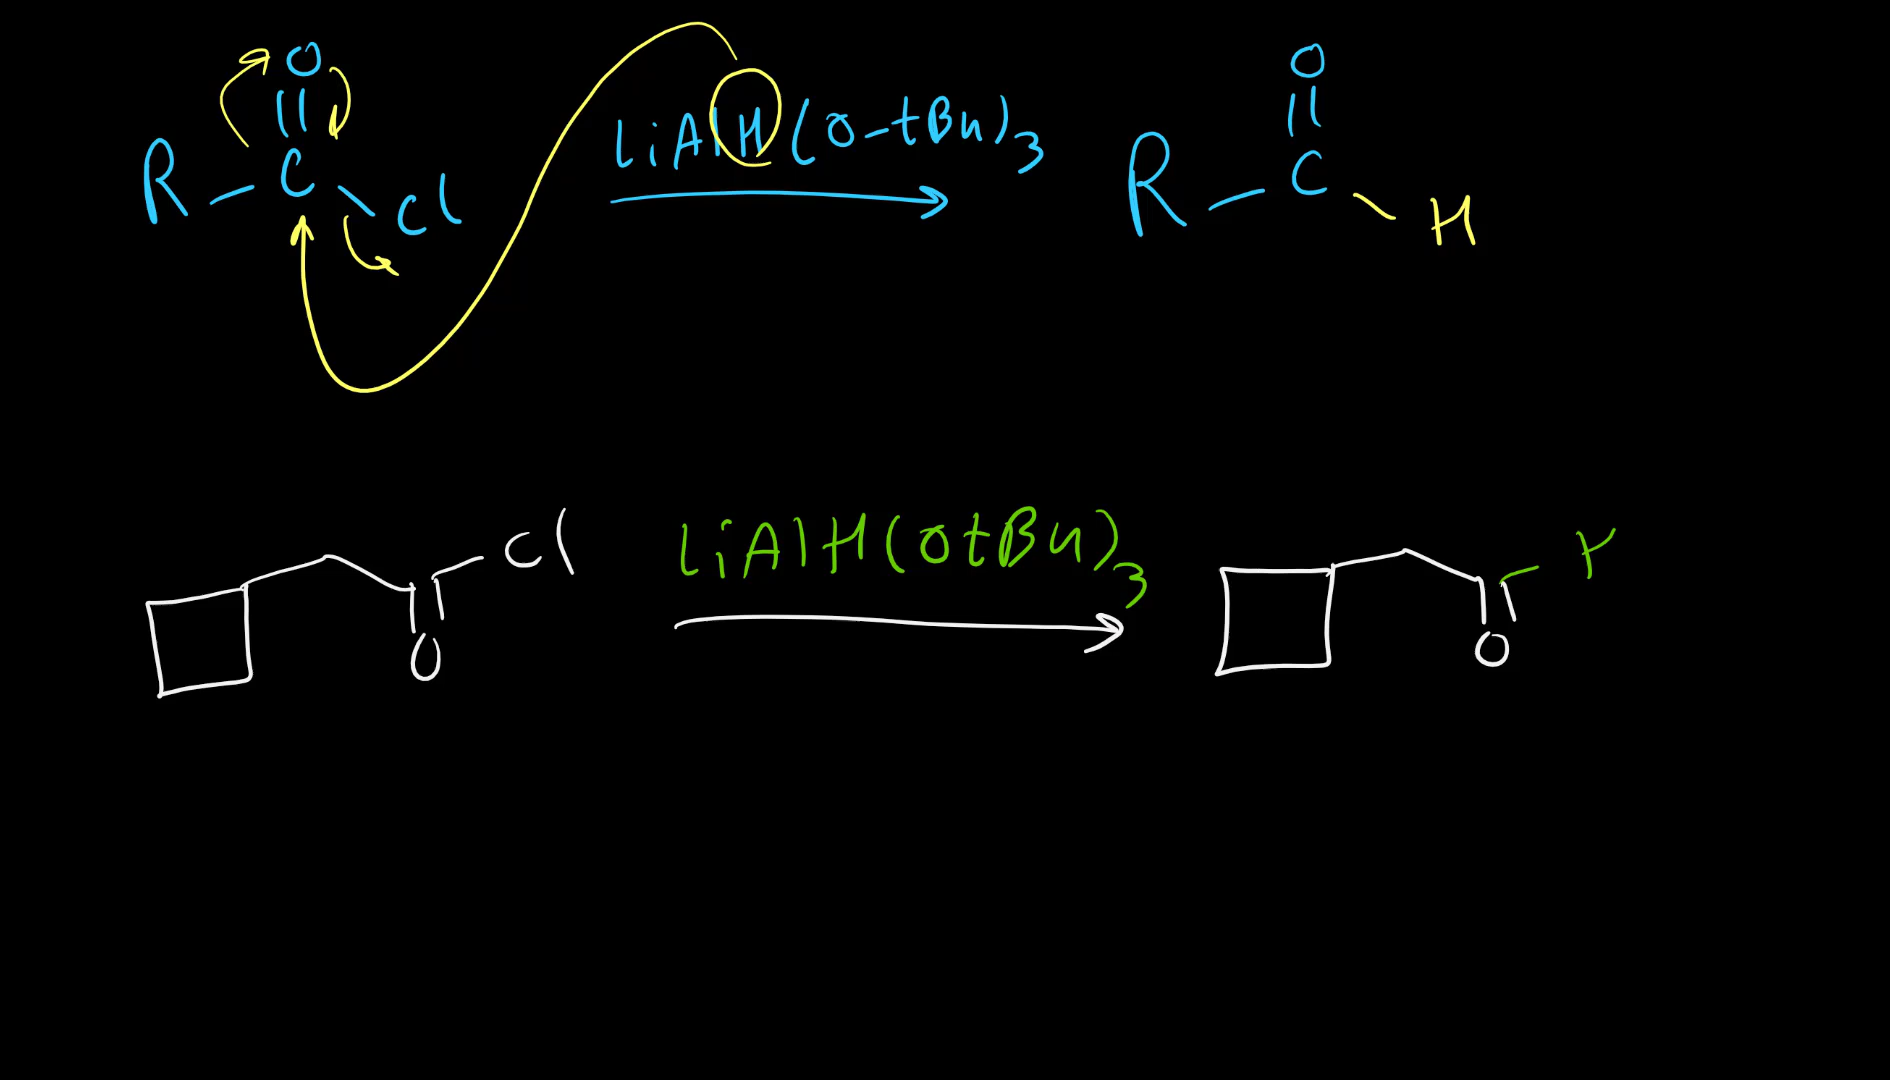 O O
R - C Cl LiAlH(O-tBu)3 R - C H
Cl LiAlH(OtBu)3
O O